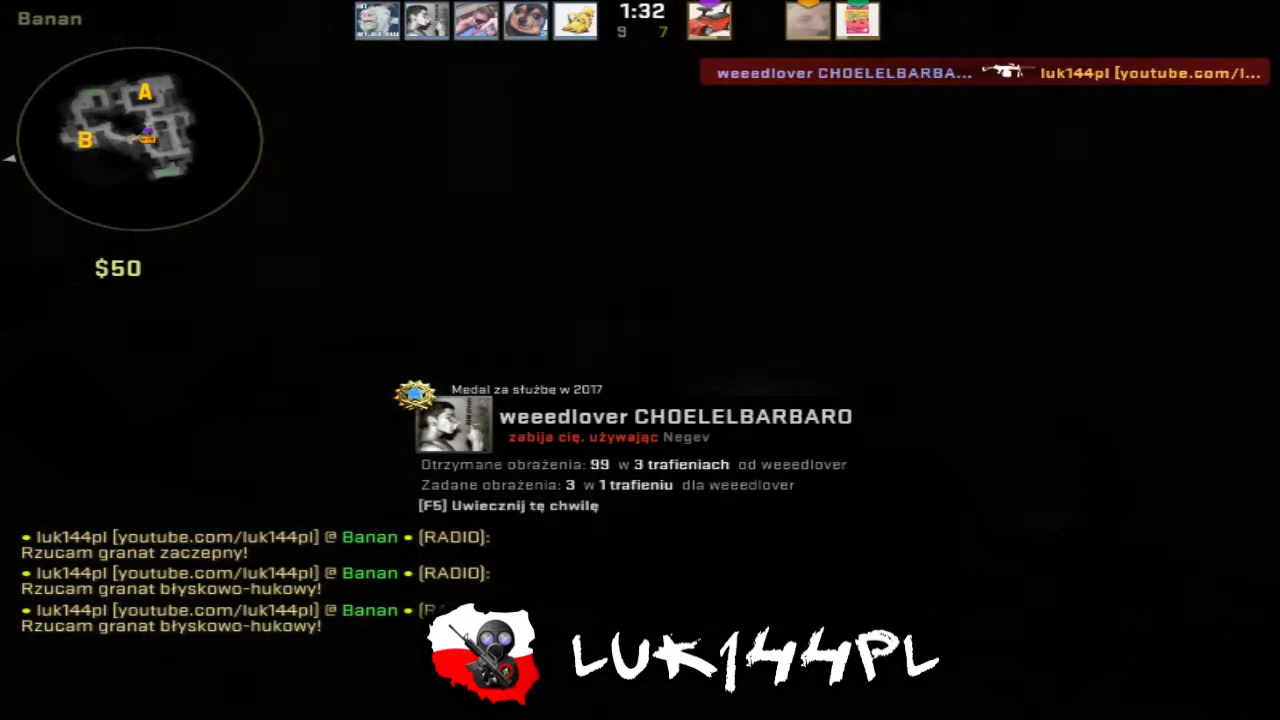 Banan
1:32
9 7
weeedlover CHOELELBARBA... luk144pl [youtube.com/l...
A
B
$50
Medal za służbę w 2017
weeedlover CHOELELBARBARO
zabija cię, używając Negev
Otrzymane obrażenia: 99 w 3 trafieniach od weeedlover
Zadane obrażenia: 3 w 1 trafieniu dla weeedlover
[F5] Uwiecznij tę chwilę
• luk144pl [youtube.com/luk144pl] @ Banan • (RADIO):
Rzucam granat zaczepny!
• luk144pl [youtube.com/luk144pl] @ Banan • (RADIO):
Rzucam granat błyskowo-hukowy!
• luk144pl [youtube.com/luk144pl] @ Banan •
Rzucam granat błyskowo-hukowy!
LUK144PL